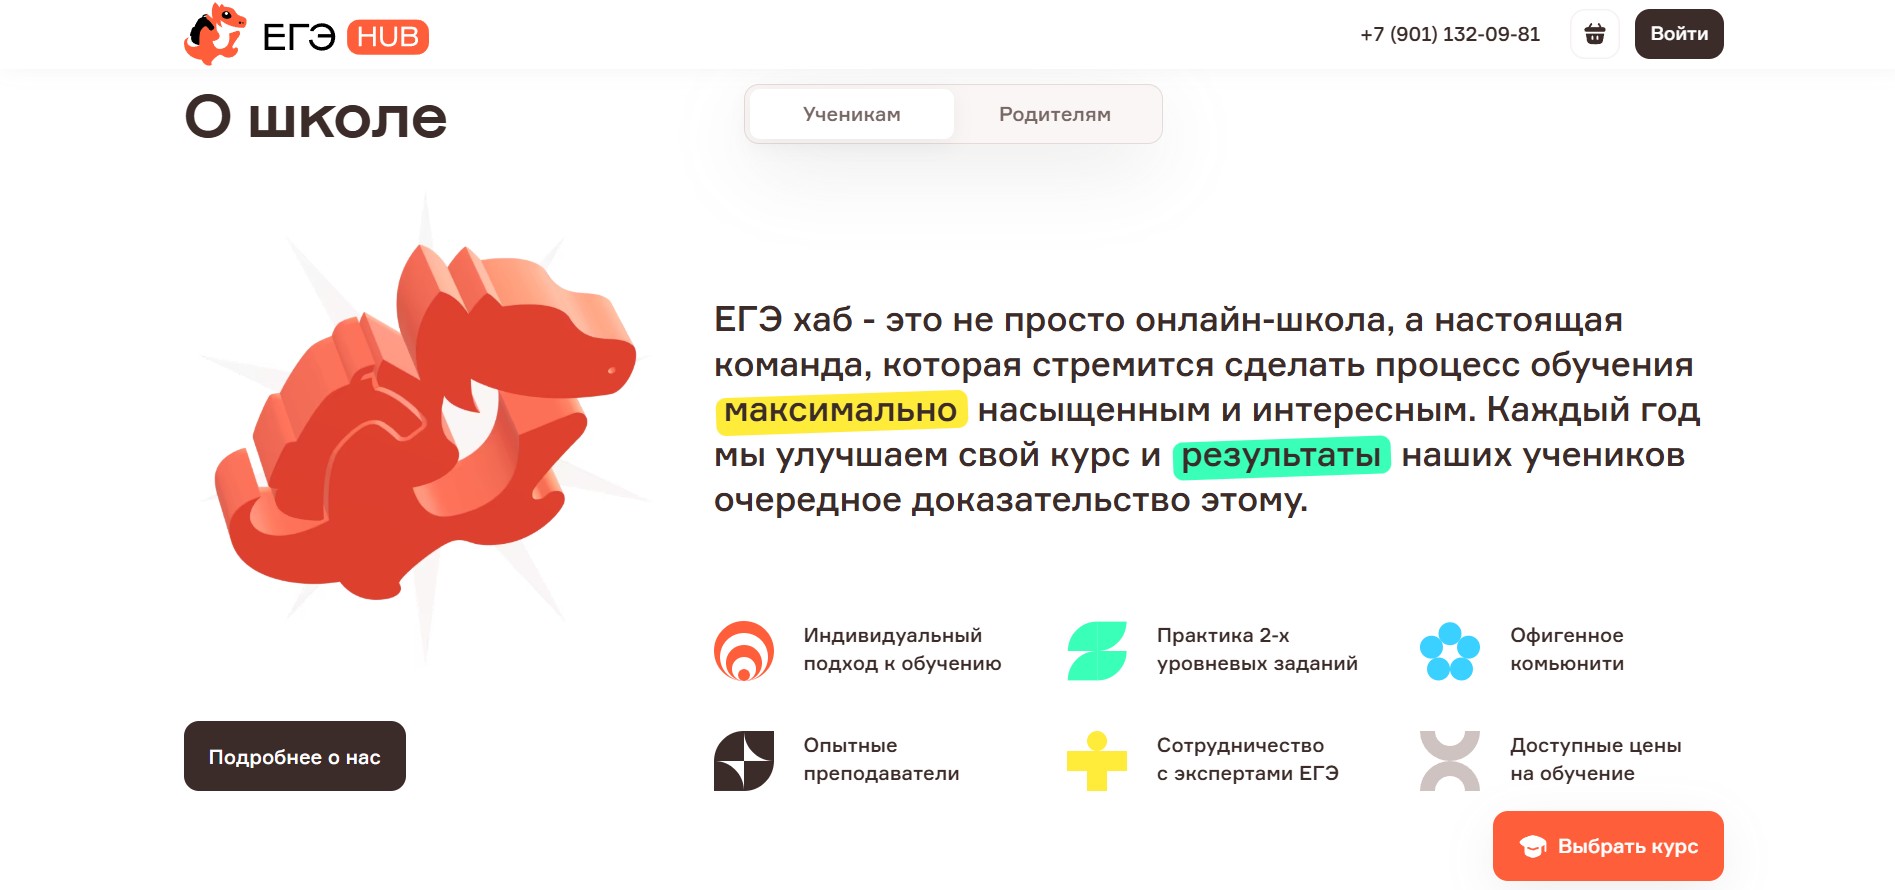 ЕГЭ HUB
+7 (901) 132-09-81
Войти
О школе
Ученикам
Родителям
ЕГЭ хаб - это не просто онлайн-школа, а настоящая
команда, которая стремится сделать процесс обучения
максимально насыщенным и интересным. Каждый год
мы улучшаем свой курс и результаты наших учеников
очередное доказательство этому.
Индивидуальный
подход к обучению
Практика 2-х
уровневых заданий
Офигенное
комьюнити
Опытные
преподаватели
Сотрудничество
с экспертами ЕГЭ
Доступные цены
на обучение
Подробнее о нас
Выбрать курс